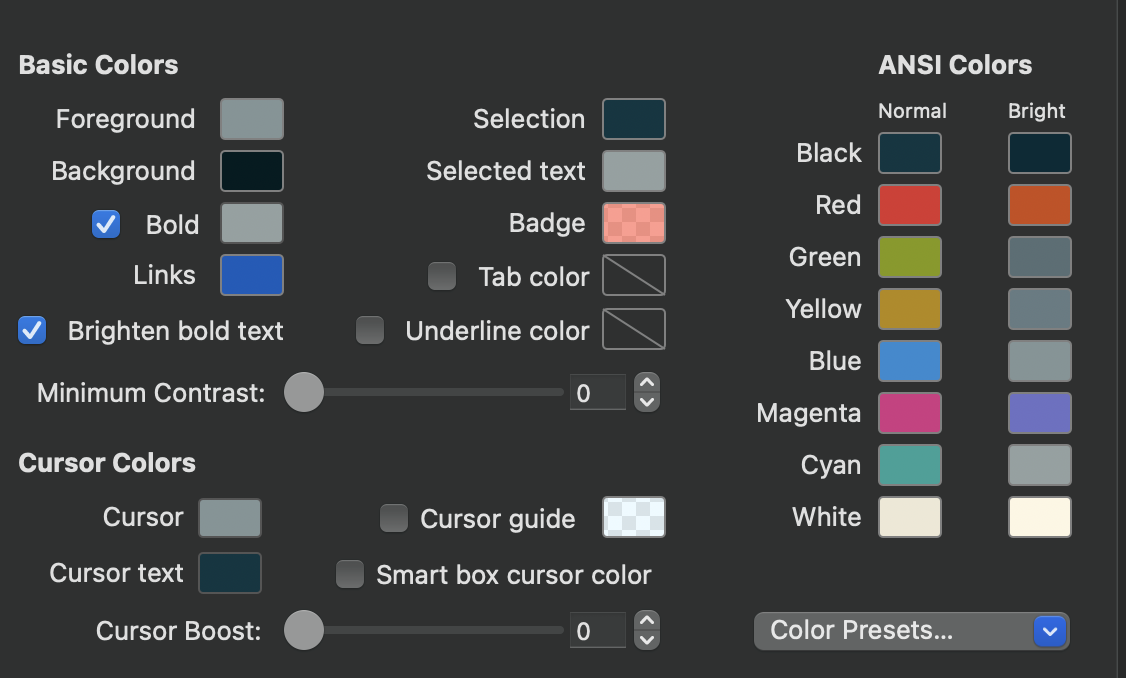 Basic Colors
Foreground
Background
Bold
Links
Brighten bold text
Selection
Selected text
Badge
Tab color
Underline color
Minimum Contrast:
0
Cursor Colors
Cursor
Cursor text
Cursor guide
Smart box cursor color
Cursor Boost:
0
ANSI Colors
Normal Bright
Black
Red
Green
Yellow
Blue
Magenta
Cyan
White
Color Presets...